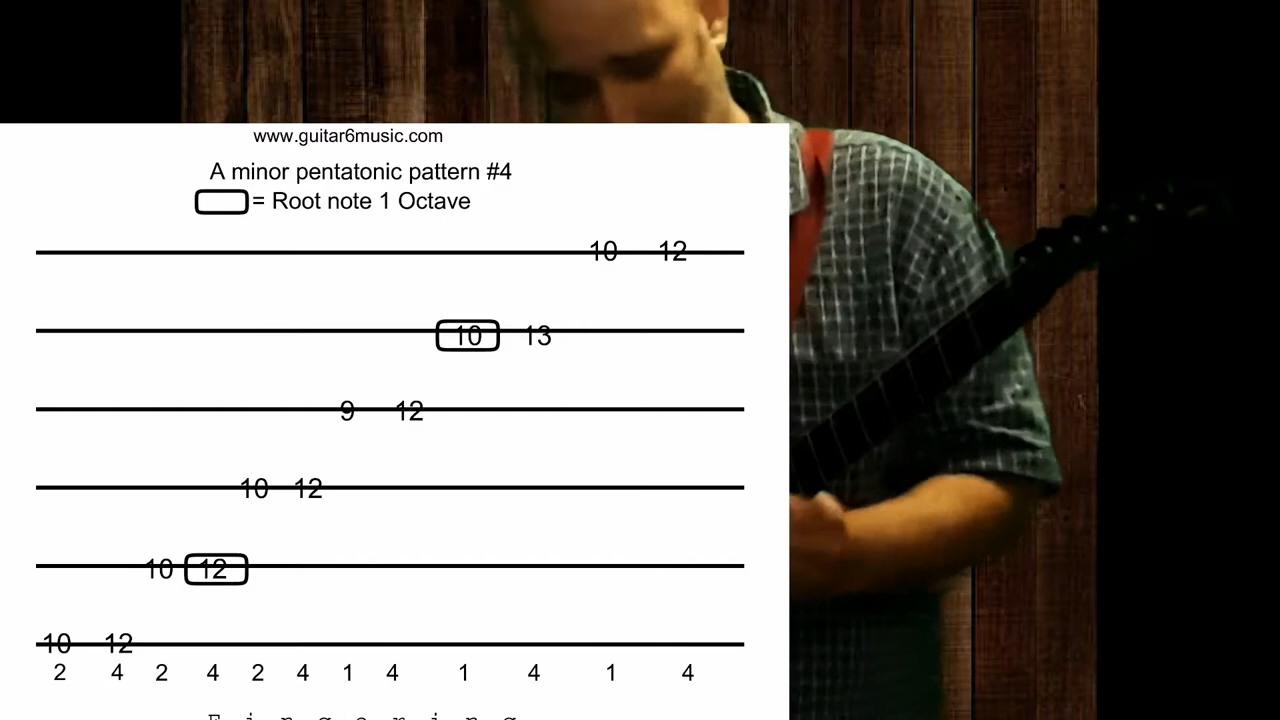 www.guitar6music.com
A minor pentatonic pattern #4
= Root note 1 Octave
10 12
10 13
9 12
10 12
10 12
10 12
2 4 2 4 2 4 1 4 1 4 1 4
F i n g e r i n g